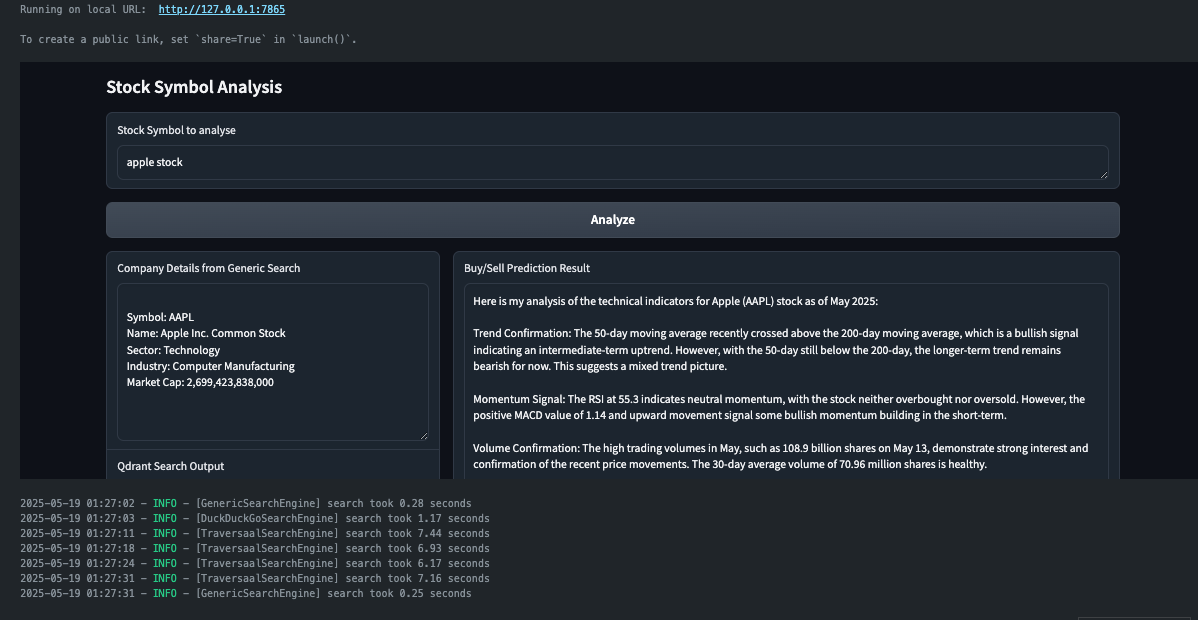 Running on local URL: http://127.0.0.1:7865
To create a public link, set `share=True` in `launch()`.
Stock Symbol Analysis
Stock Symbol to analyse
apple stock
Analyze
Company Details from Generic Search
Symbol: AAPL
Name: Apple Inc. Common Stock
Sector: Technology
Industry: Computer Manufacturing
Market Cap: 2,699,423,838,000
Qdrant Search Output
Buy/Sell Prediction Result
Here is my analysis of the technical indicators for Apple (AAPL) stock as of May 2025:
Trend Confirmation: The 50-day moving average recently crossed above the 200-day moving average, which is a bullish signal
indicating an intermediate-term uptrend. However, with the 50-day still below the 200-day, the longer-term trend remains
bearish for now. This suggests a mixed trend picture.
Momentum Signal: The RSI at 55.3 indicates neutral momentum, with the stock neither overbought nor oversold. However, the
positive MACD value of 1.14 and upward movement signal some bullish momentum building in the short-term.
Volume Confirmation: The high trading volumes in May, such as 108.9 billion shares on May 13, demonstrate strong interest and
confirmation of the recent price movements. The 30-day average volume of 70.96 million shares is healthy.
2025-05-19 01:27:02 – INFO – [GenericSearchEngine] search took 0.28 seconds
2025-05-19 01:27:03 – INFO – [DuckDuckGoSearchEngine] search took 1.17 seconds
2025-05-19 01:27:11 – INFO – [TraversaalSearchEngine] search took 7.44 seconds
2025-05-19 01:27:18 – INFO – [TraversaalSearchEngine] search took 6.93 seconds
2025-05-19 01:27:24 – INFO – [TraversaalSearchEngine] search took 6.17 seconds
2025-05-19 01:27:31 – INFO – [TraversaalSearchEngine] search took 7.16 seconds
2025-05-19 01:27:31 – INFO – [GenericSearchEngine] search took 0.25 seconds